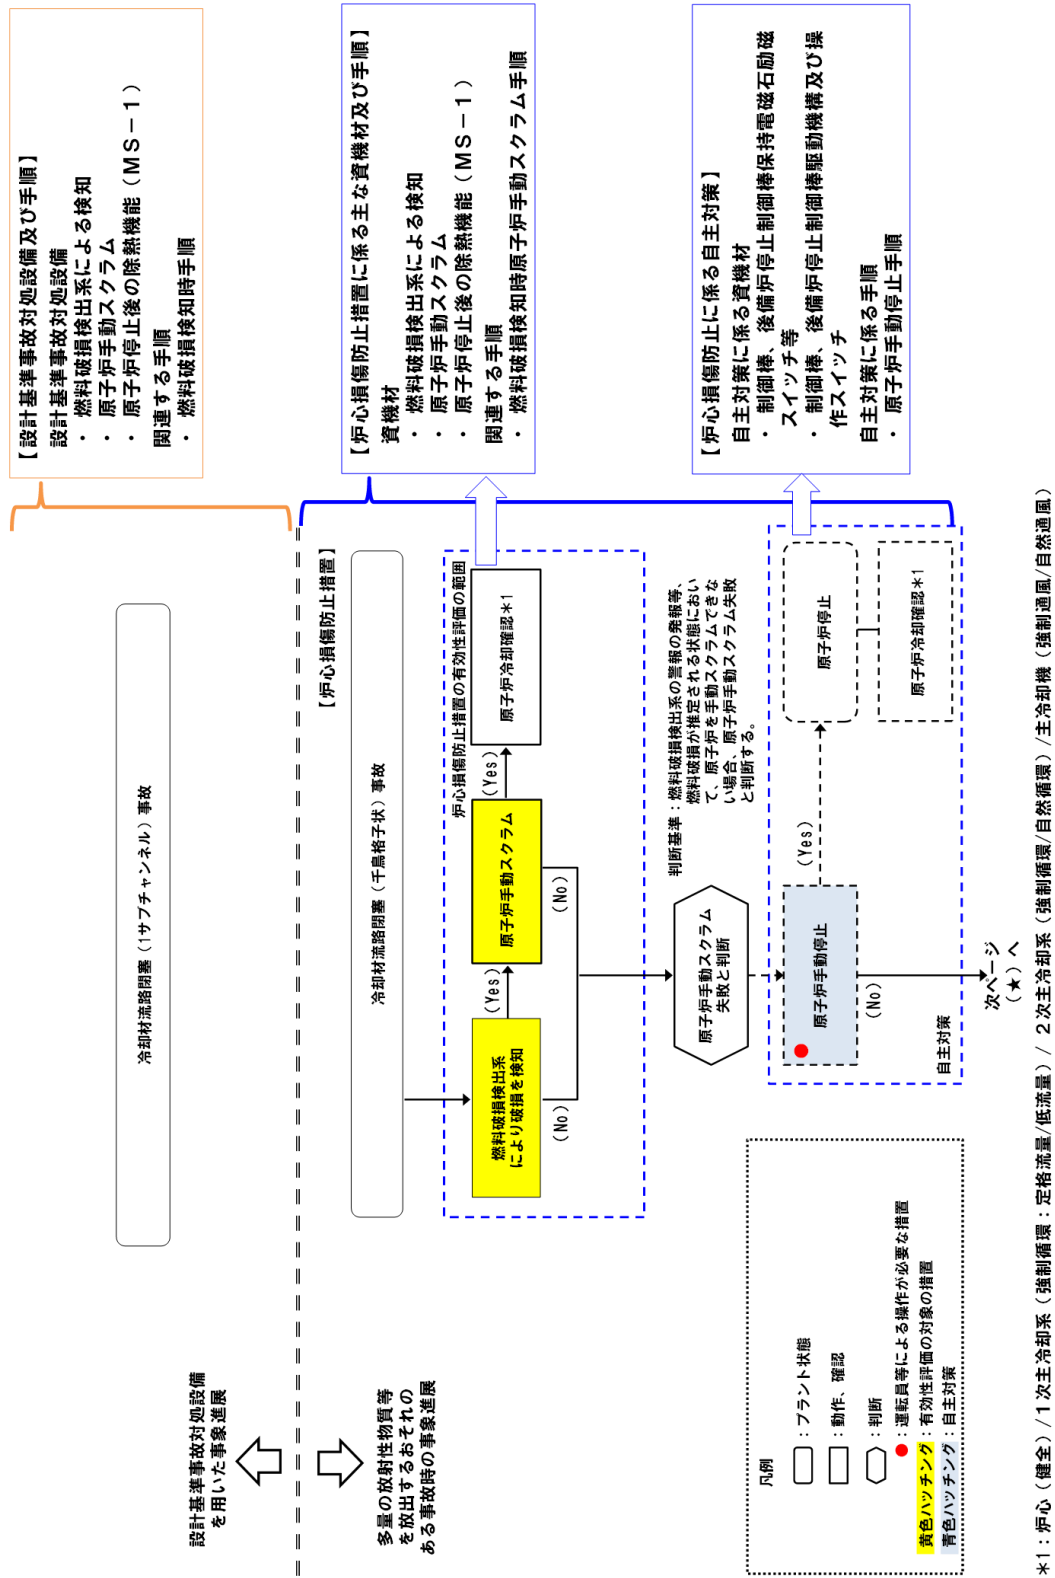 設計基準事故対処設備
を用いた事象進展
多量の放射性物質等
を放出するおそれの
ある事故時の事象進展
冷却材流路閉塞（1サブチャンネル）事故
【設計基準事故対処設備及び手順】
設計基準事故対処設備
・ 燃料破損検出系による検知
・ 原子炉手動スクラム
・ 原子炉停止後の除熱機能（ＭＳ－１）
関連する手順
・ 燃料破損検知時手順
【炉心損傷防止措置】
冷却材流路閉塞（千鳥格子状）事故
炉心損傷防止措置の有効性評価の範囲
燃料破損検出系
により破損を検知
(Yes)
(No)
原子炉手動スクラム
(Yes)
(No)
原子炉冷却確認＊1
【炉心損傷防止措置に係る主な資機材及び手順】
資機材
・ 燃料破損検出系による検知
・ 原子炉手動スクラム
・ 原子炉停止後の除熱機能（ＭＳ－１）
関連する手順
・ 燃料破損検知時原子炉手動スクラム手順
原子炉手動スクラム
失敗と判断
判断基準：燃料破損検出系の警報の発報等、
燃料破損が推定される状態におい
て、原子炉を手動スクラムできな
い場合、原子炉手動スクラム失敗
と判断する。
原子炉手動停止
(Yes)
(No)
原子炉停止
原子炉冷却確認＊1
自主対策
次ページ
（★）へ
【炉心損傷防止に係る自主対策】
自主対策に係る資機材
・ 制御棒、後備炉停止制御棒保持電磁石励磁
スイッチ等
・ 制御棒、後備炉停止制御棒駆動機構及び操
作スイッチ
自主対策に係る手順
・ 原子炉手動停止手順
凡例
：プラント状態
：動作、確認
：判断
：運転員等による操作が必要な措置
黄色ハッチング：有効性評価の対象の措置
青色ハッチング：自主対策
＊1：炉心（健全）/１次主冷却系（強制循環：定格流量/低流量）/ ２次主冷却系（強制循環/自然循環）/主冷却機（強制通風/自然通風）